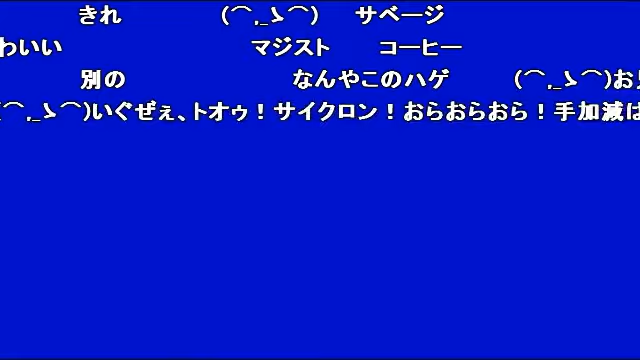 きれ (⌒,_ゝ⌒) サベージ
わいい マジスト コーヒー
別の なんやこのハゲ (⌒,_ゝ⌒)お
(⌒,_ゝ⌒)いぐぜぇ、トオゥ！サイクロン！おらおらおら！手加減は